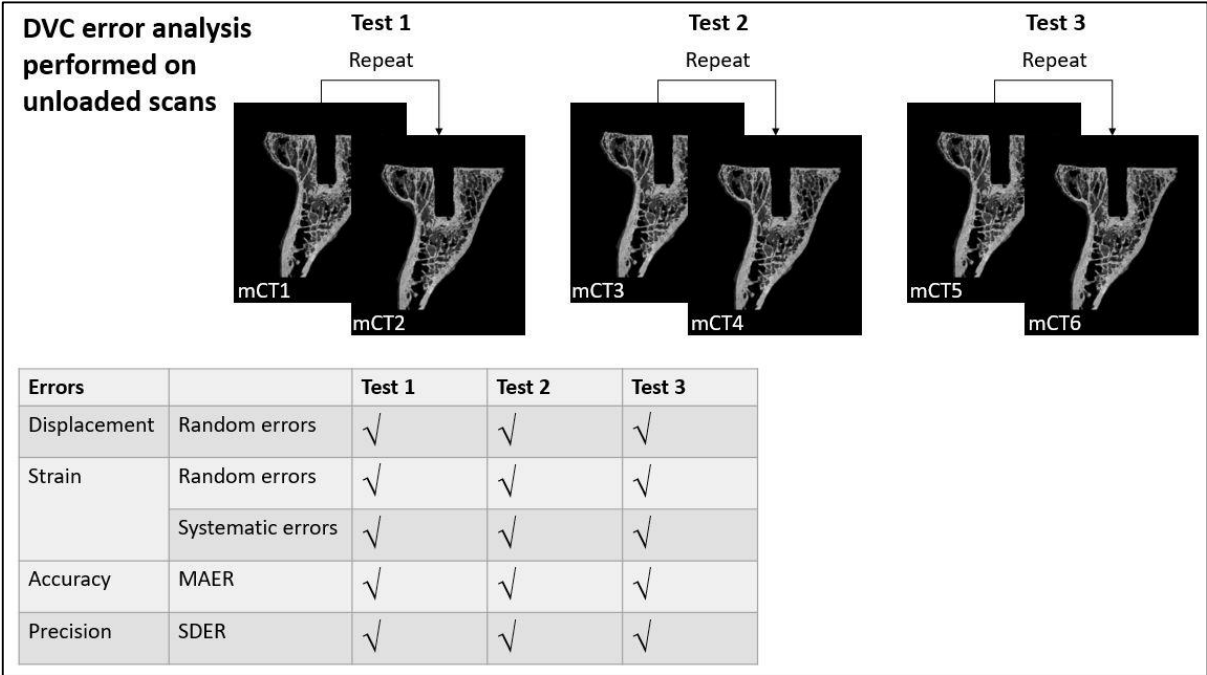 DVC error analysis
performed on
unloaded scans
Test 1
Repeat
mCT1
mCT2
Test 2
Repeat
mCT3
mCT4
Test 3
Repeat
mCT5
mCT6
Errors Test 1 Test 2 Test 3
Displacement Random errors √ √ √
Strain Random errors √ √ √
Systematic errors √ √ √
Accuracy MAER √ √ √
Precision SDER √ √ √